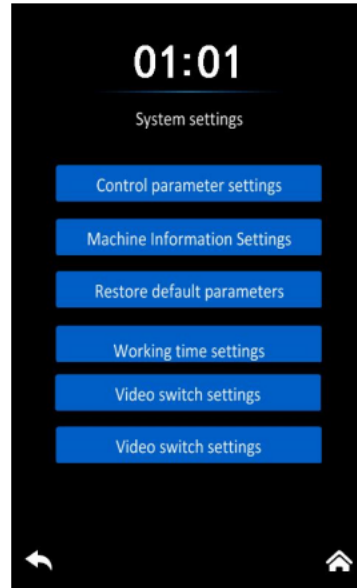 01:01
System settings
Control parameter settings
Machine Information Settings
Restore default parameters
Working time settings
Video switch settings
Video switch settings